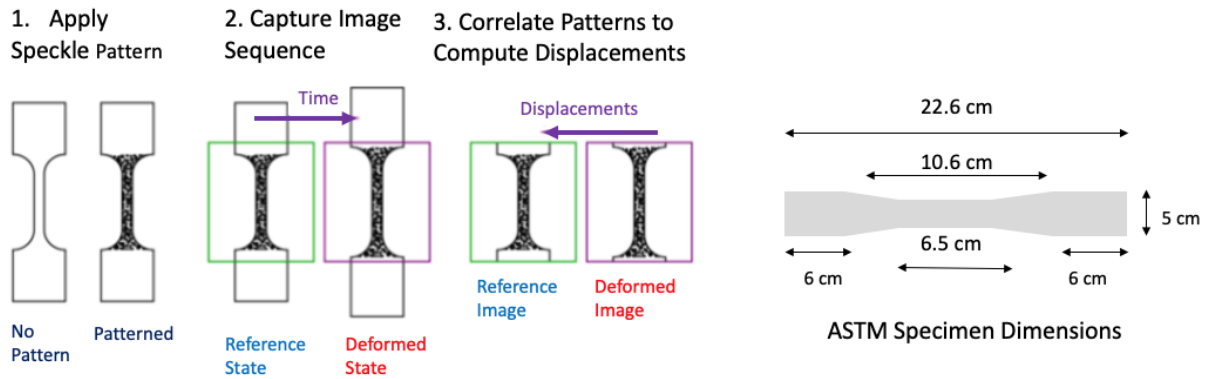 1. Apply
Speckle Pattern
2. Capture Image
Sequence
3. Correlate Patterns to
Compute Displacements
Time
Displacements
No
Pattern
Patterned
Reference
State
Deformed
State
Reference
Image
Deformed
Image
22.6 cm
10.6 cm
5 cm
6.5 cm
6 cm
6 cm
ASTM Specimen Dimensions